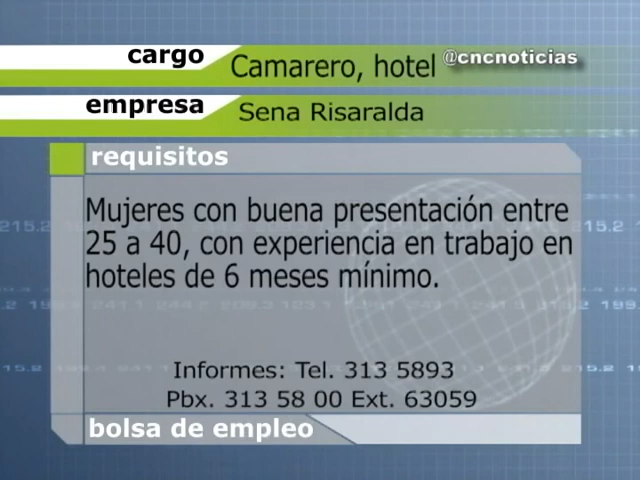 cargo
Camarero, hotel
@cncnoticias
empresa
Sena Risaralda
requisitos
Mujeres con buena presentación entre
25 a 40, con experiencia en trabajo en
hoteles de 6 meses mínimo.
Informes: Tel. 313 5893
Pbx. 313 58 00 Ext. 63059
bolsa de empleo